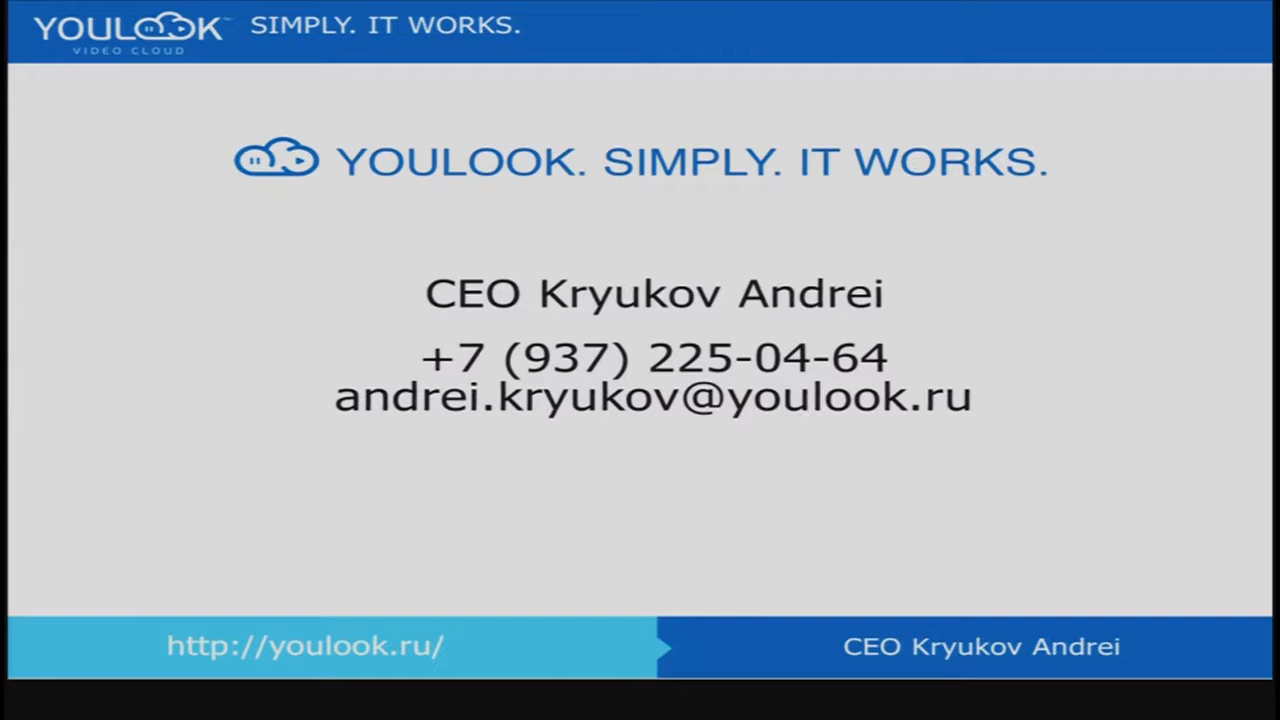 YOULOOK™ SIMPLY. IT WORKS.
VIDEO CLOUD
YOULOOK. SIMPLY. IT WORKS.
CEO Kryukov Andrei
+7 (937) 225-04-64
andrei.kryukov@youlook.ru
http://youlook.ru/
CEO Kryukov Andrei